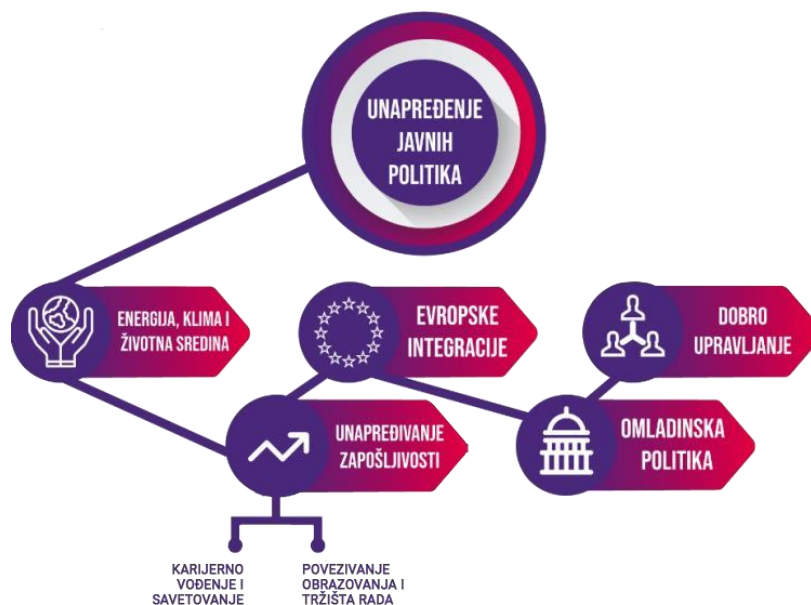 UNAPREĐENJE
JAVNIH
POLITIKA
ENERGIJA, KLIMA I
ŽIVOTNA SREDINA
EVROPSKE
INTEGRACIJE
DOBRO
UPRAVLJANJE
UNAPREĐIVANJE
ZAPOŠLJIVOSTI
OMLADINSKA
POLITIKA
KARIJERNO
VOĐENJE I
SAVETOVANJE
POVEZIVANJE
OBRAZOVANJA I
TRŽIŠTA RADA